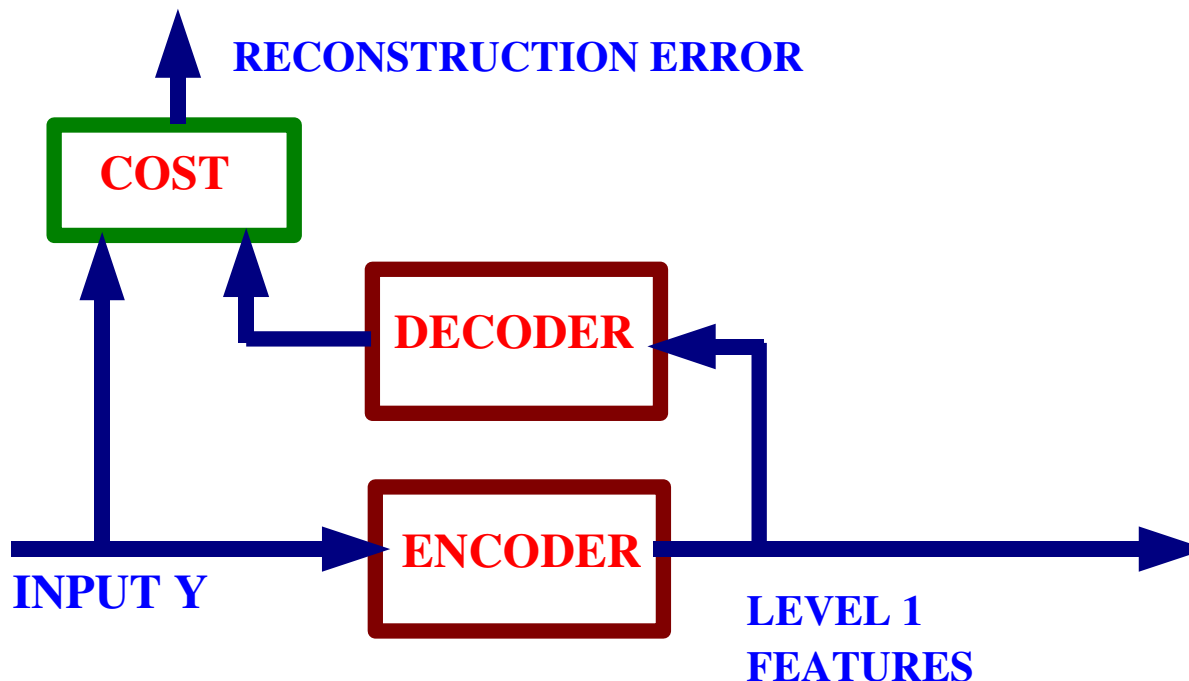 RECONSTRUCTION ERROR
COST
DECODER
ENCODER
INPUT Y
LEVEL 1
FEATURES